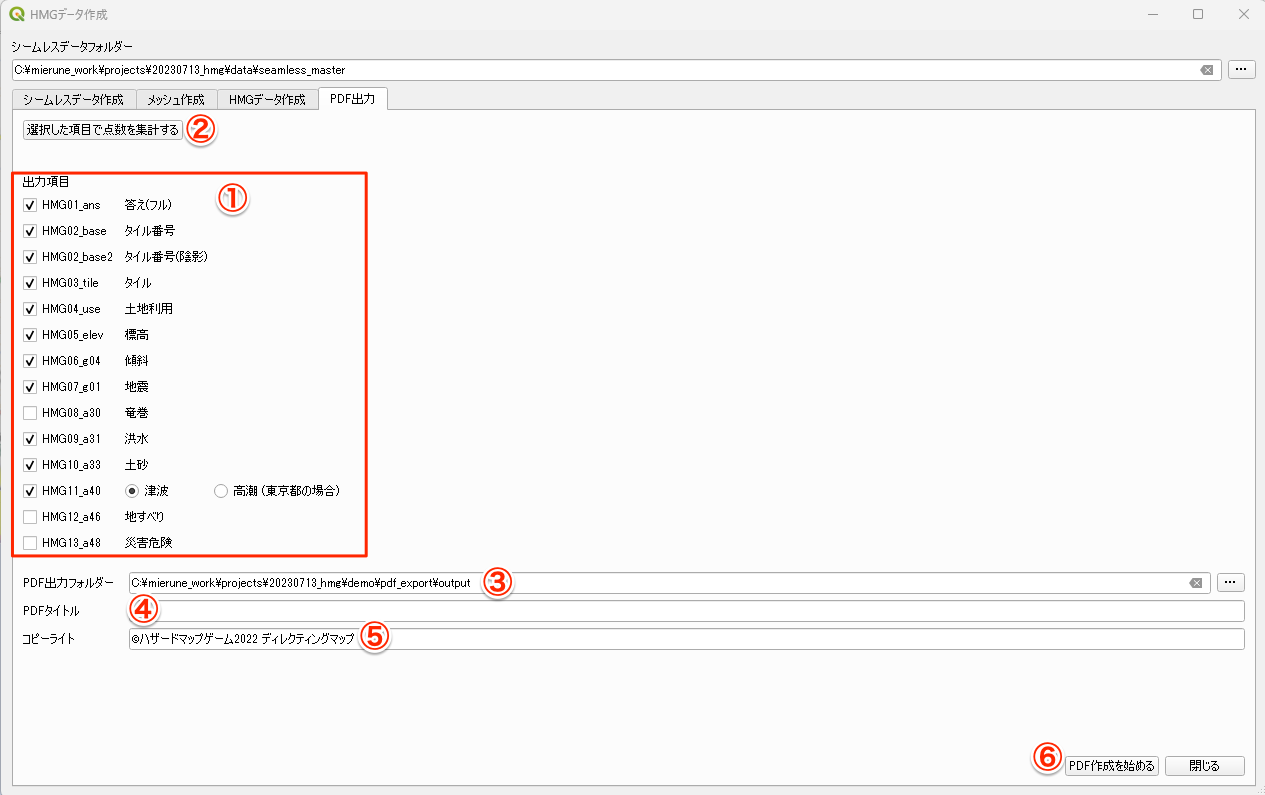 HMGデータ作成
シームレスデータフォルダー
C:¥mierune_work¥projects¥20230713_hmg¥data¥seamless_master
...
シームレスデータ作成 メッシュ作成 HMGデータ作成 PDF出力
選択した項目で点数を集計する ②
出力項目 ①
HMG01_ans 答え(フル)
HMG02_base タイル番号
HMG02_base2 タイル番号(陰影)
HMG03_tile タイル
HMG04_use 土地利用
HMG05_elev 標高
HMG06_g04 傾斜
HMG07_g01 地震
HMG08_a30 竜巻
HMG09_a31 洪水
HMG10_a33 土砂
HMG11_a40 津波 高潮 (東京都の場合)
HMG12_a46 地すべり
HMG13_a48 災害危険
PDF出力フォルダー C:¥mierune_work¥projects¥20230713_hmg¥demo¥pdf_export¥output ③ ...
PDFタイトル ④
コピーライト ©ハザードマップゲーム2022 ディレクティングマップ ⑤
⑥ PDF作成を始める 閉じる